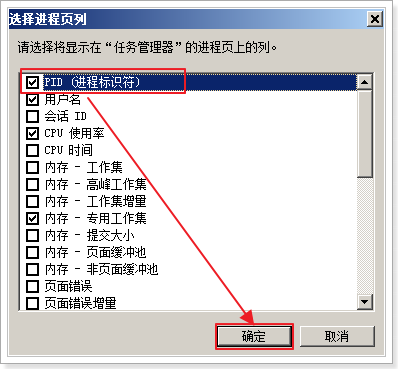 选择进程页列
请选择将显示在“任务管理器”的进程页上的列。
PID (进程标识符)
用户名
会话 ID
CPU 使用率
CPU 时间
内存 - 工作集
内存 - 高峰工作集
内存 - 工作集增量
内存 - 专用工作集
内存 - 提交大小
内存 - 页面缓冲池
内存 - 非页面缓冲池
页面错误
页面错误增量
确定
取消